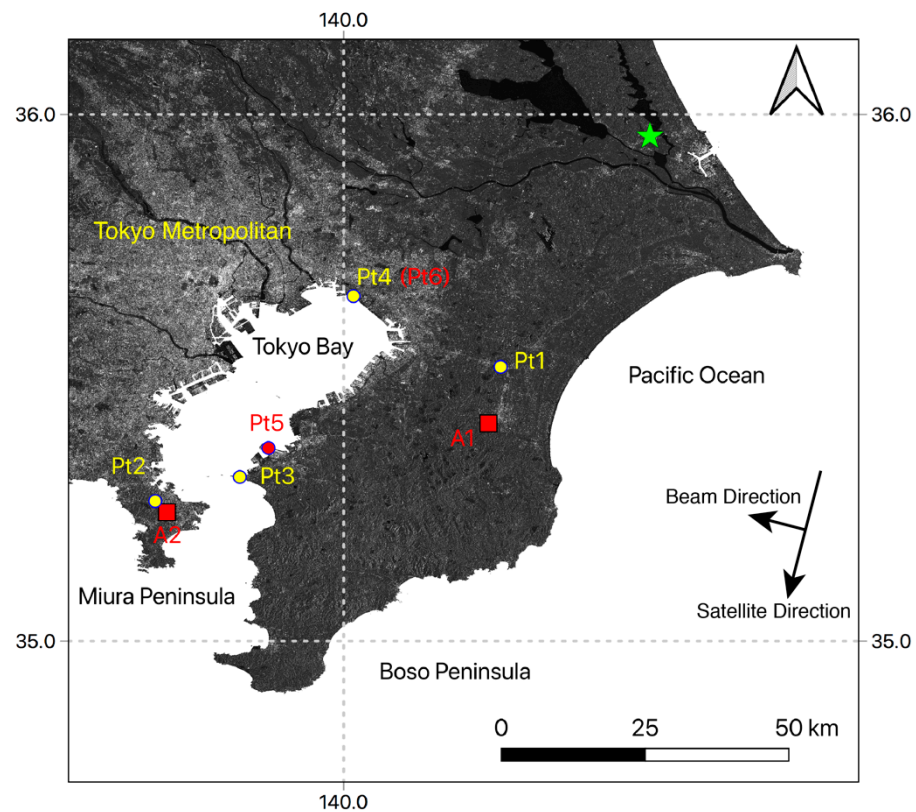 140.0
36.0
36.0
Tokyo Metropolitan
Pt4 (Pt6)
Tokyo Bay
Pt1
Pacific Ocean
Pt5
A1
Pt2
Pt3
Beam Direction
A2
Miura Peninsula
Satellite Direction
35.0
35.0
Boso Peninsula
0
25
50 km
140.0